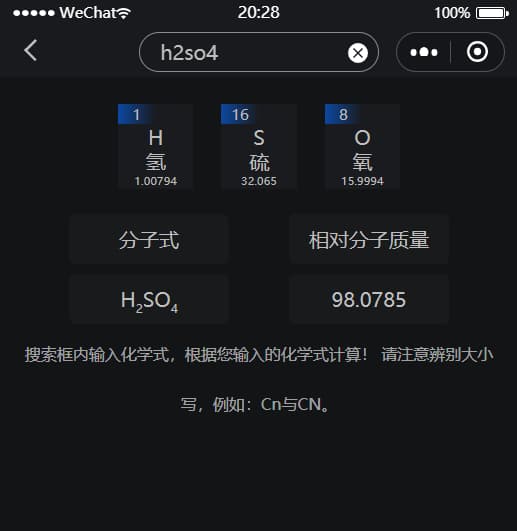 WeChat 20:28 100%
h2so4
1 16 8
H S O
氢 硫 氧
1.00794 32.065 15.9994
分子式 相对分子质量
H₂SO₄ 98.0785
搜索框内输入化学式，根据您输入的化学式计算！ 请注意辨别大小
写，例如：Cn与CN。